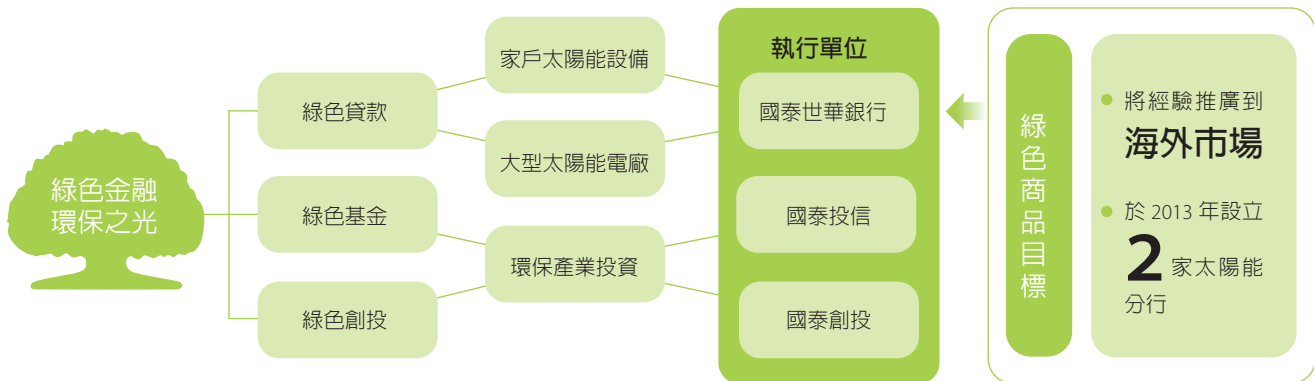 綠色金融
環保之光
綠色貸款
綠色基金
綠色創投
家戶太陽能設備
大型太陽能電廠
環保產業投資
執行單位
國泰世華銀行
國泰投信
國泰創投
綠色商品目標
將經驗推廣到
海外市場
於 2013 年設立
2 家太陽能
分行